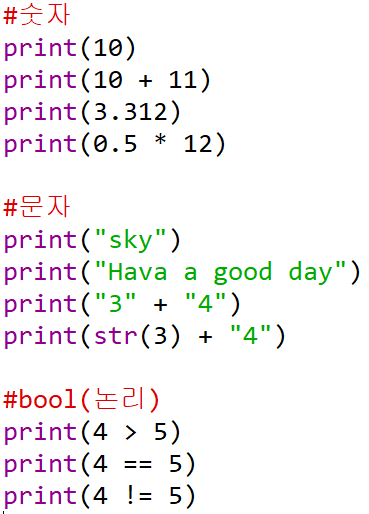 #숫자
print(10)
print(10 + 11)
print(3.312)
print(0.5 * 12)
#문자
print("sky")
print("Hava a good day")
print("3" + "4")
print(str(3) + "4")
#bool(논리)
print(4 > 5)
print(4 == 5)
print(4 != 5)